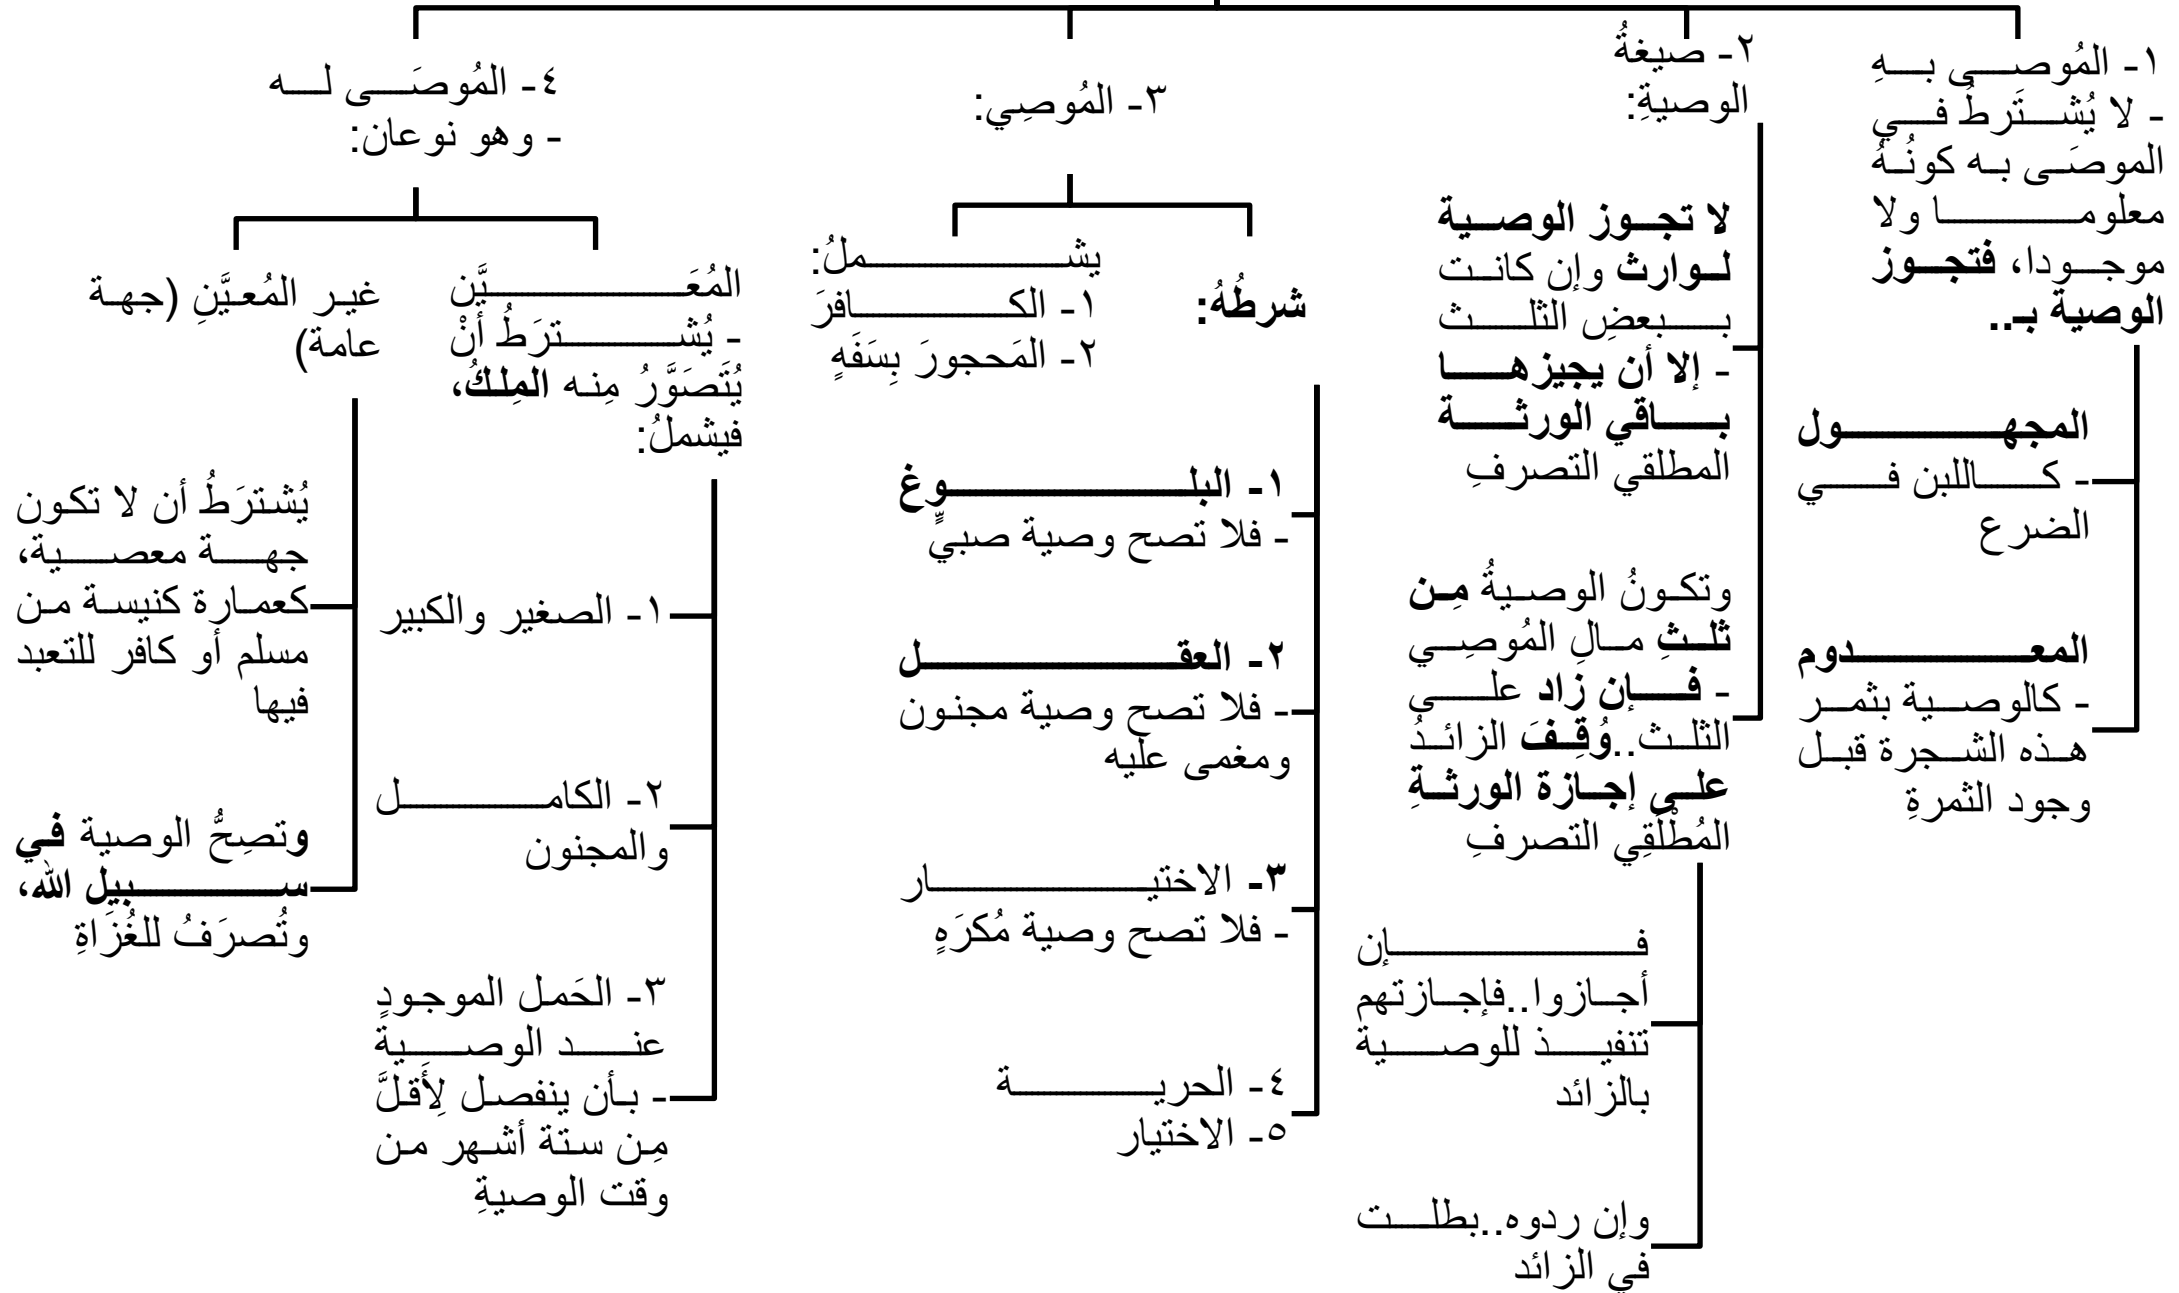 ١- المُوصى بهِ
- لا يُشتَرطُ في
الموصَى به كونُهُ
معلوما ولا
موجودا، فتجوز
الوصية بـ..
المجهول
- كاللبن في
الضرع
المعدوم
- كالوصية بثمر
هذه الشجرة قبل
وجود الثمرةِ
٢- صيغةُ
الوصيةِ:
لا تجوز الوصية
لوارث وإن كانت
ببعضِ الثلث
- إلا أن يجيزها
باقي الورثة
المطلقي التصرفِ
وتكونُ الوصيةُ مِن
ثلثِ مالِ المُوصِي
- فإن زاد على
الثلث..وُقِفَ الزائدُ
على إجازة الورثةِ
المُطْلَقِي التصرفِ
فإن
أجازوا..فإجازتهم
تنفيذ للوصية
بالزائد
وإن ردوه..بطلت
في الزائد
٣- المُوصِي:
شرطُهُ:
١- البلوغ
- فلا تصح وصية صبيٍّ
٢- العقل
- فلا تصح وصية مجنون
ومغمى عليه
٣- الاختيار
- فلا تصح وصية مُكرَهٍ
٤- الحرية
٥- الاختيار
يشملُ:
١- الكافرَ
٢- المَحجورَ بِسَفَهٍ
٤- المُوصَى له
- وهو نوعان:
المُعَيَّن
- يُشترَطُ أنْ
يُتَصَوَّرُ مِنه المِلكُ،
فيشملُ:
١- الصغير والكبير
٢- الكامل
والمجنون
٣- الحَمل الموجودِ
عند الوصية
- بأن ينفصل لِأَقلَّ
مِن ستة أشهر من
وقت الوصيةِ
غير المُعيَّنِ (جهة
عامة)
يُشترَطُ أن لا تكون
جهة معصية،
كعمارة كنيسة من
مسلم أو كافر للتعبد
فيها
وتصِحُّ الوصية في
سبيل الله،
وتُصرَفُ للغُزَاةِ